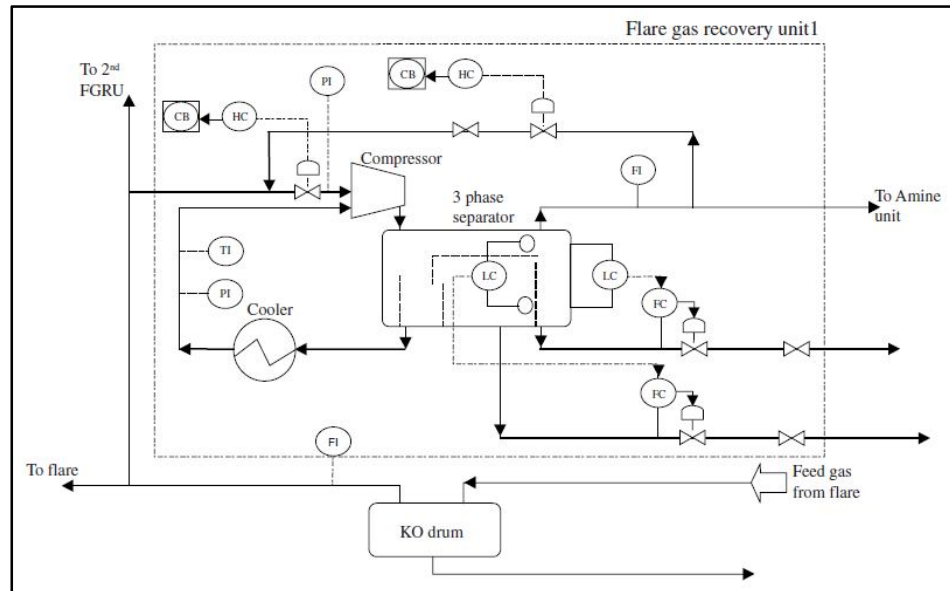 Flare gas recovery unit1
To 2nd
FGRU
PI
CB
HC
CB
HC
Compressor
FI
3 phase
separator
To Amine
unit
TI
LC
LC
PI
FC
Cooler
FC
FI
To flare
Feed gas
from flare
KO drum